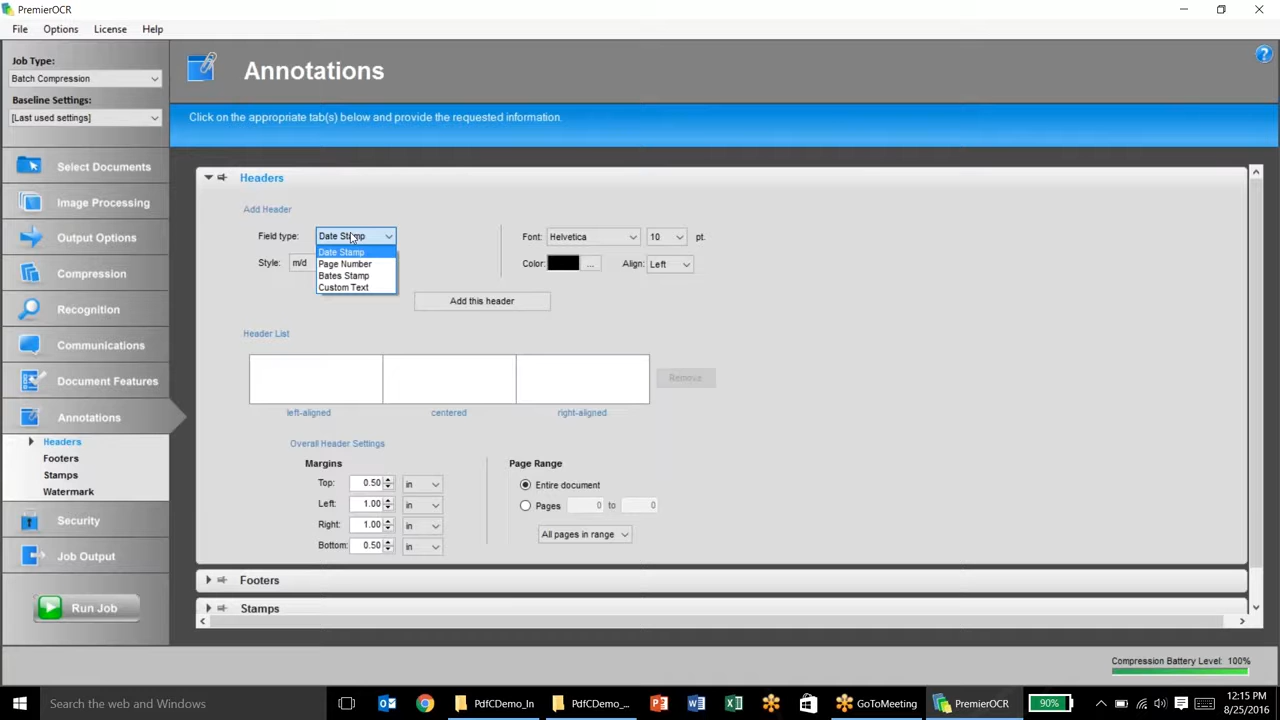 PremierOCR
File Options License Help
Job Type:
Batch Compression
Baseline Settings:
[Last used settings]
Select Documents
Image Processing
Output Options
Compression
Recognition
Communications
Document Features
Annotations
Headers
Footers
Stamps
Watermark
Security
Job Output
Run Job
Annotations
?
Click on the appropriate tab(s) below and provide the requested information.
Headers
Add Header
Field type: Date Stamp
Date Stamp
Page Number
Bates Stamp
Custom Text
Style: m/d
Font: Helvetica 10 pt.
Color: ... Align: Left
Add this header
Header List
Remove
left-aligned centered right-aligned
Overall Header Settings
Margins
Top: 0.50 in
Left: 1.00 in
Right: 1.00 in
Bottom: 0.50 in
Page Range
Entire document
Pages 0 to 0
All pages in range
Footers
Stamps
Compression Battery Level: 100%
Search the web and Windows
PdfCDemo_In
PdfCDemo_...
GoToMeeting
PremierOCR
90%
12:15 PM
8/25/2016